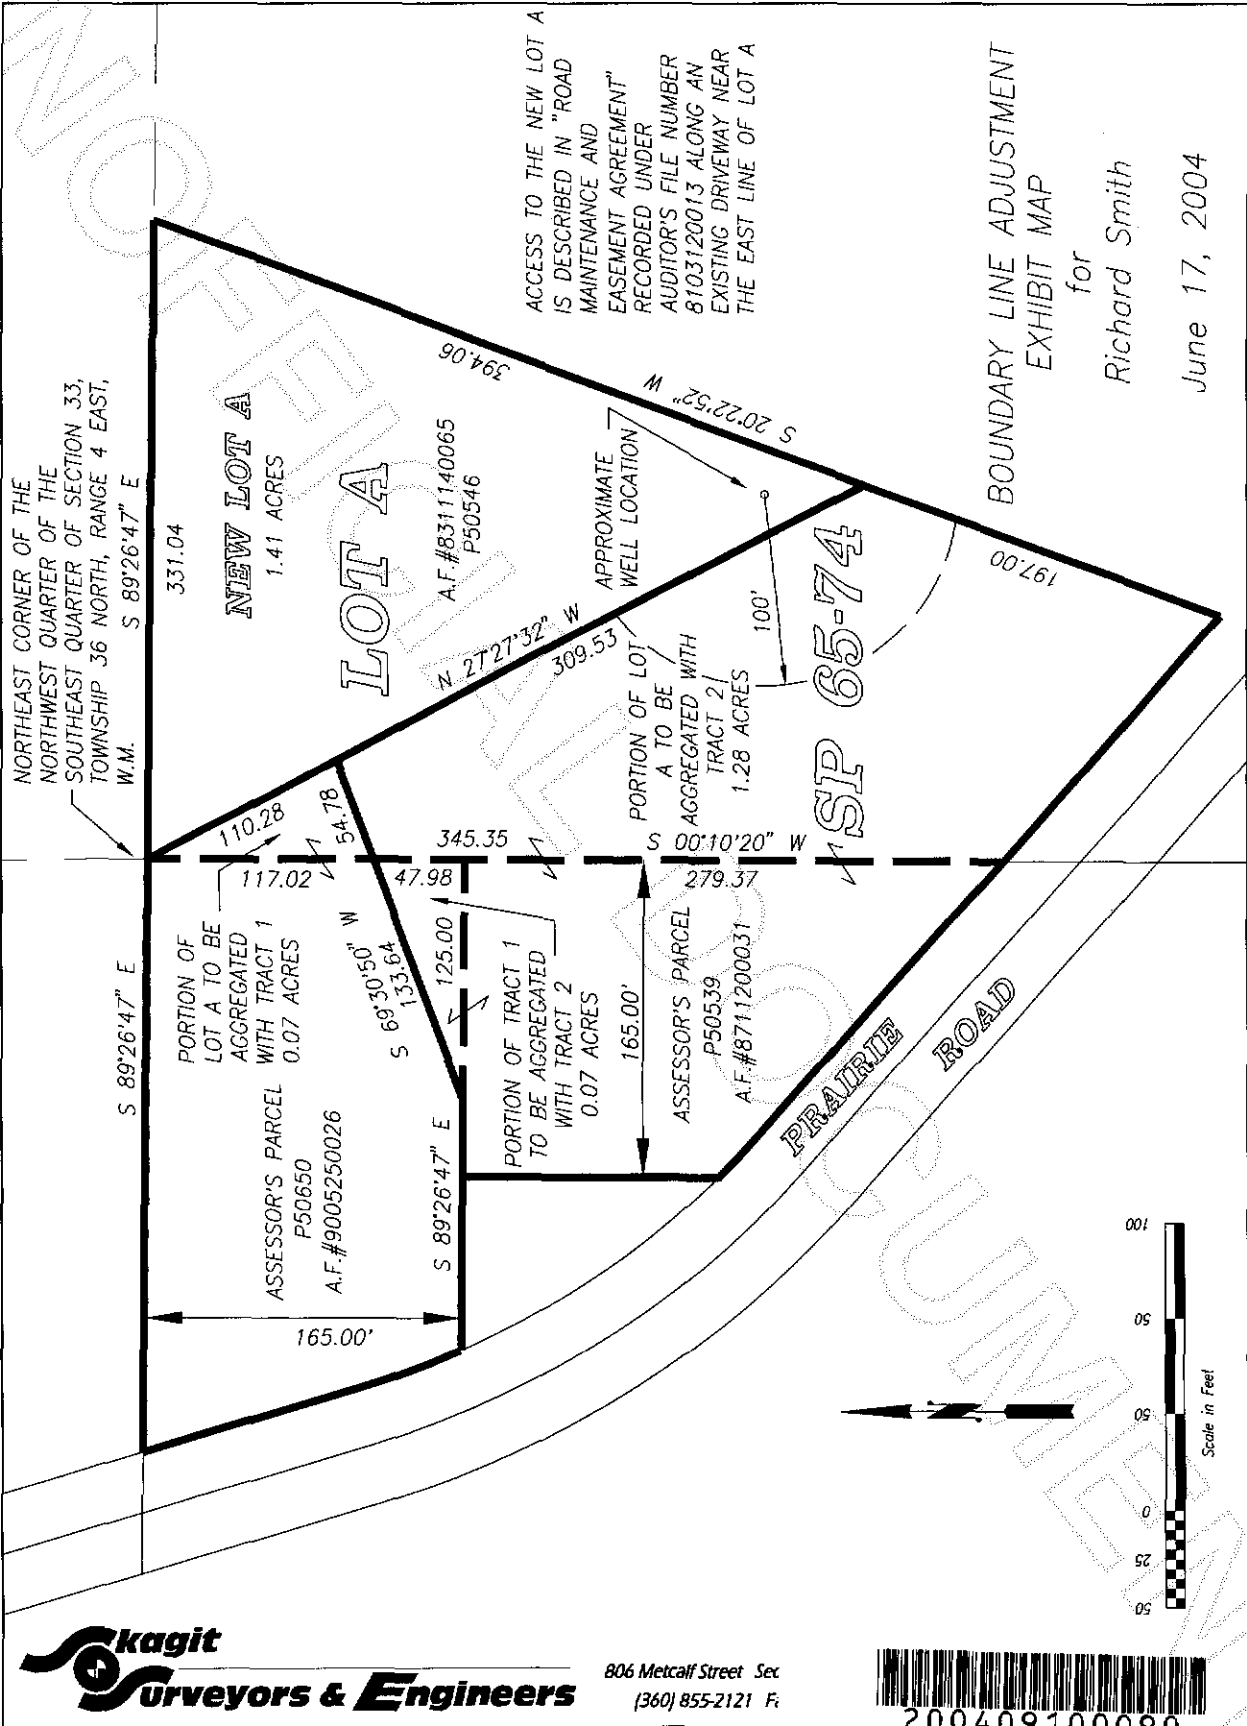 NORTHEAST CORNER OF THE
NORTHWEST QUARTER OF THE
SOUTHEAST QUARTER OF SECTION 33,
TOWNSHIP 36 NORTH, RANGE 4 EAST,
W.M.
S 89°26'47" E
331.04
NEW LOT A
1.41 ACRES
LOT A
A.F.#8311140065
P50546
394.06
S 20°22'52" W
ACCESS TO THE NEW LOT A
IS DESCRIBED IN "ROAD
MAINTENANCE AND
EASEMENT AGREEMENT"
RECORDED UNDER
AUDITOR'S FILE NUMBER
8103120013 ALONG AN
EXISTING DRIVEWAY NEAR
THE EAST LINE OF LOT A
APPROXIMATE
WELL LOCATION
100'
N 27°27'32" W
309.53
110.28
54.78
PORTION OF LOT
A TO BE
AGGREGATED WITH
TRACT 2
1.28 ACRES
SP 65-74
197.00
345.35
S 00°10'20" W
117.02
47.98
279.37
S 89°26'47" E
PORTION OF
LOT A TO BE
AGGREGATED
WITH TRACT 1
0.07 ACRES
S 69°30'50" W
133.64
125.00
ASSESSOR'S PARCEL
P50650
A.F.#9005250026
S 89°26'47" E
165.00'
PORTION OF TRACT 1
TO BE AGGREGATED
WITH TRACT 2
0.07 ACRES
165.00'
ASSESSOR'S PARCEL
P50539
A.F.#8711200031
PRAIRIE ROAD
BOUNDARY LINE ADJUSTMENT
EXHIBIT MAP
for
Richard Smith
June 17, 2004
50 25 0 50 50 100
Scale in Feet
Skagit
Surveyors & Engineers
806 Metcalf Street
(360) 855-2121
UNOFFICIAL DOCUMEN